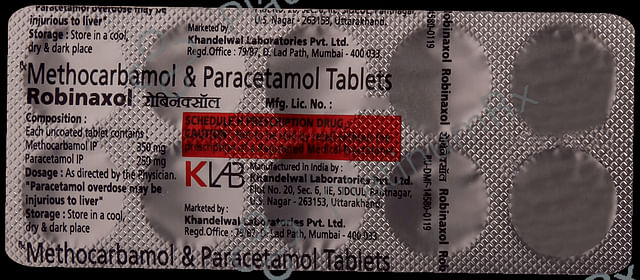 "Paracetamol overdose may be
injurious to liver"
Storage : Store in a cool,
dry & dark place
U.S. Nagar - 263153, Uttarakhand.
Marketed by :
Khandelwal Laboratories Pvt. Ltd.
Regd.Office : 79/87, D. Lad Path, Mumbai - 400 033
Methocarbamol & Paracetamol Tablets
Robinaxol रोबिनेक्सॉल
Mfg. Lic. No. :
Composition :
Each uncoated tablet contains :
Methocarbamol IP 350 mg
Paracetamol IP 250 mg
Dosage : As directed by the Physician.
"Paracetamol overdose may be
injurious to liver"
Storage : Store in a cool,
dry & dark place
SCHEDULE H PRESCRIPTION DRUG -
CAUTION
KLAB
Manufactured in India by :
Khandelwal Laboratories Pvt. Ltd.
Plot No. 20, Sec. 6, IIE, SIDCUL, Pantnagar,
U.S. Nagar - 263153, Uttarakhand.
Marketed by :
Khandelwal Laboratories Pvt. Ltd.
Regd.Office : 79/87, D. Lad Path, Mumbai - 400 033
Methocarbamol & Paracetamol Tablets
Robinaxol Robinaxol
Robinaxol Robinaxol